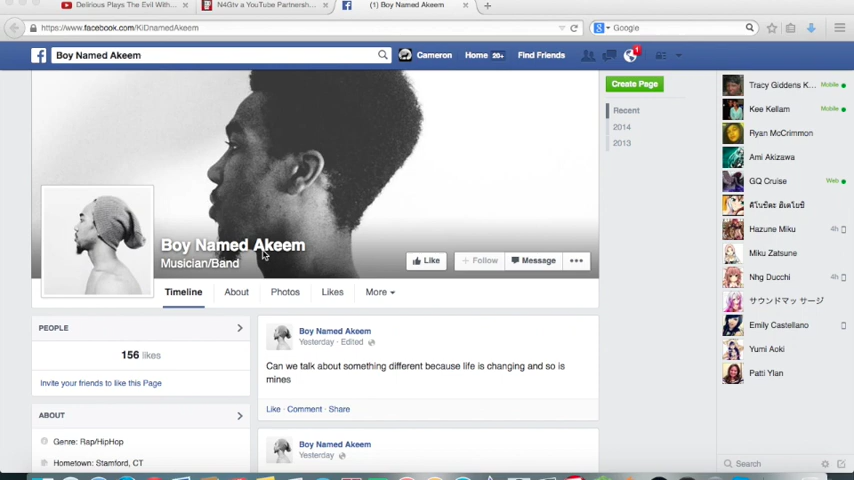 Delirious Plays The Evil With...
N4Gtv a YouTube Partnersh...
(1) Boy Named Akeem
https://www.facebook.com/KiDnamedAkeem
Google
Boy Named Akeem
Cameron
Home 20+
Find Friends
1
Create Page
Recent
2014
2013
Boy Named Akeem
Musician/Band
Like
+ Follow
Message
Timeline
About
Photos
Likes
More
PEOPLE
156 likes
Invite your friends to like this Page
ABOUT
Genre: Rap/HipHop
Hometown: Stamford, CT
Boy Named Akeem
Yesterday · Edited
Can we talk about something different because life is changing and so is
mines
Like · Comment · Share
Boy Named Akeem
Yesterday
Tracy Giddens K... Mobile
Kee Kellam Mobile
Ryan McCrimmon
Ami Akizawa
GQ Cruise Web
Hazune Miku 4h
Miku Zatsune
Nhg Ducchi 4h
サウンドマッ サージ
Emily Castellano
Yumi Aoki
Patti Ylan
Search